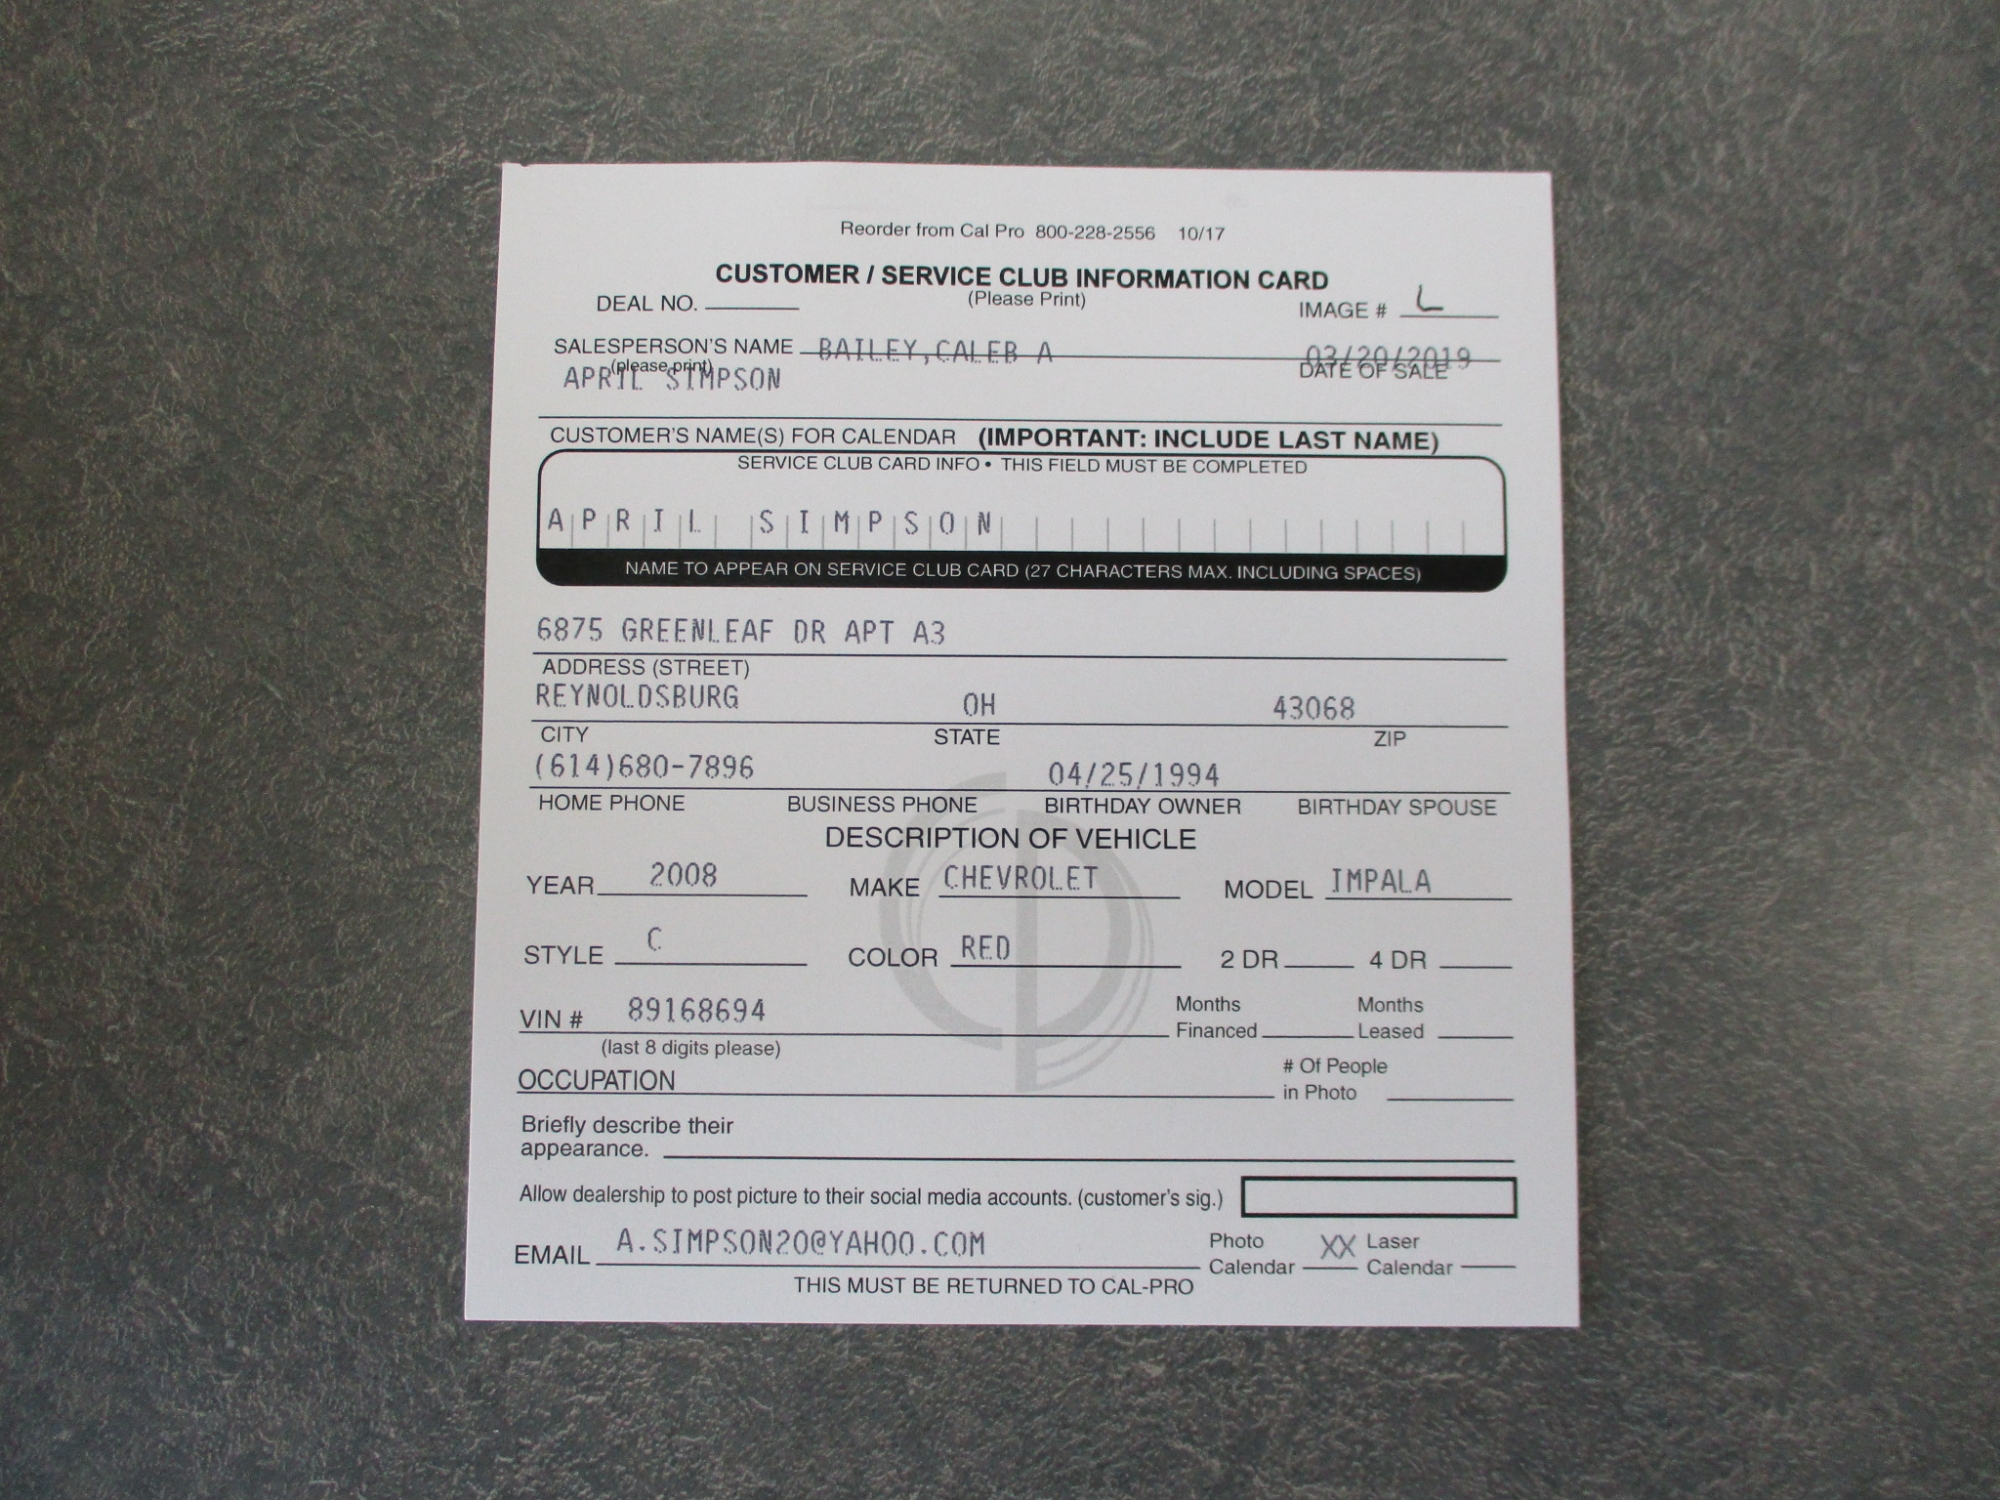 Reorder from Cal Pro 800-228-2556 10/17
CUSTOMER / SERVICE CLUB INFORMATION CARD
(Please Print)
DEAL NO.
IMAGE # L
SALESPERSON'S NAME BAILEY,CALEB A 03/20/2019
(please print) DATE OF SALE
APRIL SIMPSON
CUSTOMER'S NAME(S) FOR CALENDAR (IMPORTANT: INCLUDE LAST NAME)
SERVICE CLUB CARD INFO • THIS FIELD MUST BE COMPLETED
APRIL SIMPSON
NAME TO APPEAR ON SERVICE CLUB CARD (27 CHARACTERS MAX. INCLUDING SPACES)
6875 GREENLEAF DR APT A3
ADDRESS (STREET)
REYNOLDSBURG OH 43068
CITY STATE ZIP
(614)680-7896 04/25/1994
HOME PHONE BUSINESS PHONE BIRTHDAY OWNER BIRTHDAY SPOUSE
DESCRIPTION OF VEHICLE
YEAR 2008 MAKE CHEVROLET MODEL IMPALA
STYLE C COLOR RED 2 DR 4 DR
VIN # 89168694 Months Financed Months Leased
(last 8 digits please)
OCCUPATION # Of People in Photo
Briefly describe their
appearance.
Allow dealership to post picture to their social media accounts. (customer's sig.)
EMAIL A.SIMPSON20@YAHOO.COM Photo Calendar XX Laser Calendar
THIS MUST BE RETURNED TO CAL-PRO